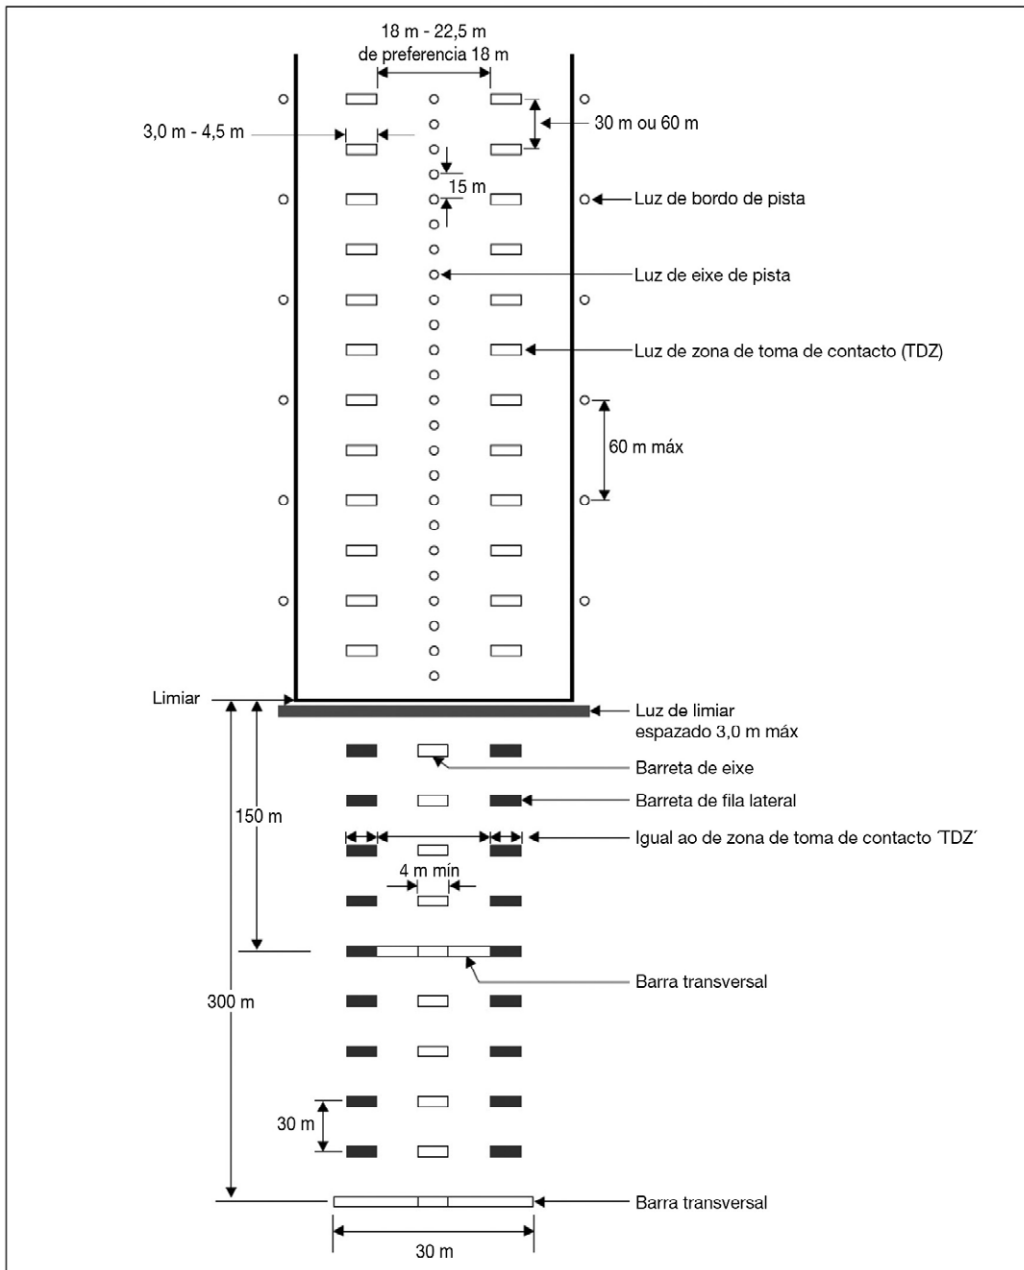 18 m - 22,5 m
de preferencia 18 m
3,0 m - 4,5 m
30 m ou 60 m
15 m
Luz de bordo de pista
Luz de eixe de pista
Luz de zona de toma de contacto (TDZ)
60 m máx
Limiar
Luz de limiar
espazado 3,0 m máx
Barreta de eixe
Barreta de fila lateral
150 m
Igual ao de zona de toma de contacto ´TDZ´
4 m mín
Barra transversal
300 m
30 m
Barra transversal
30 m